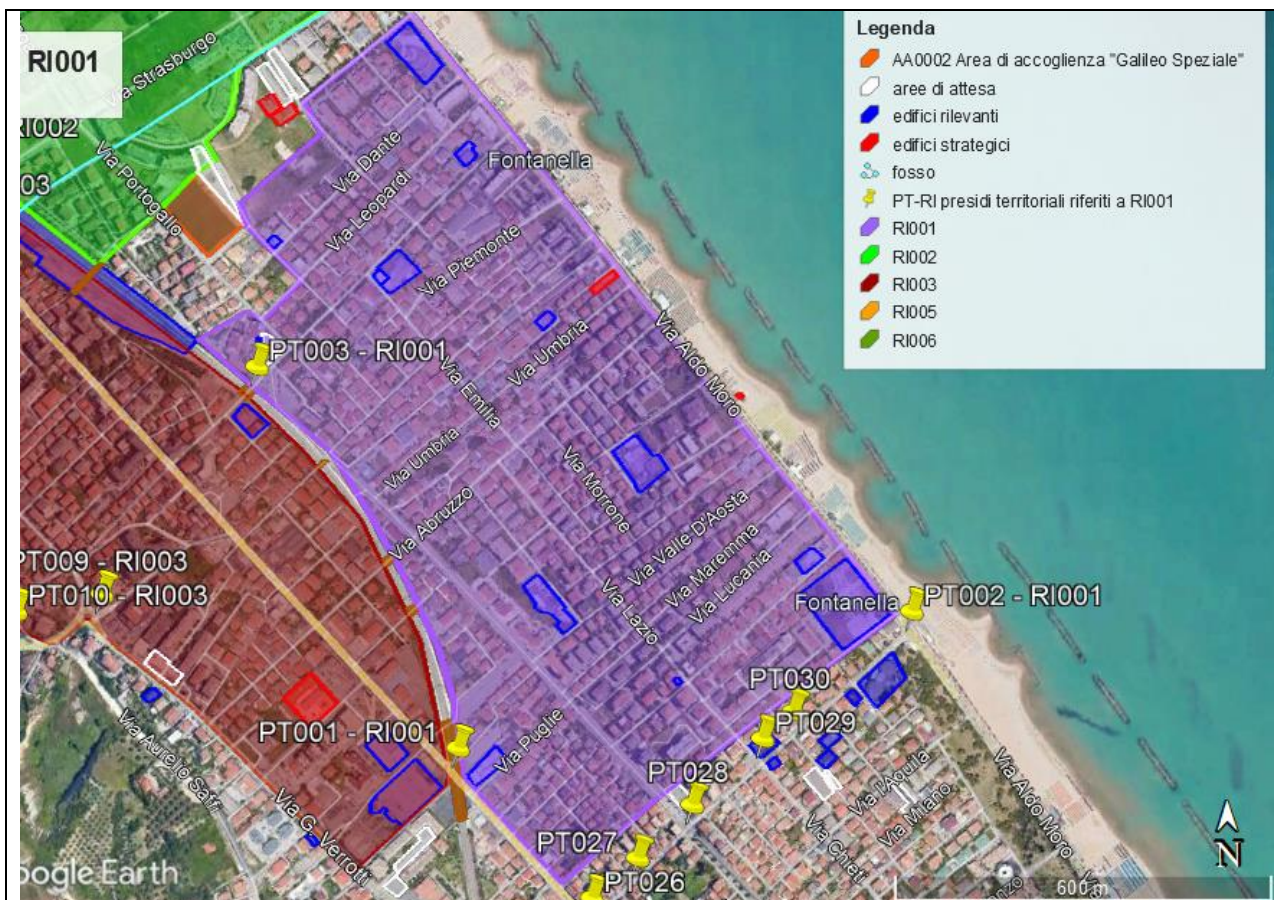 RI001
Legenda
AA0002 Area di accoglienza "Galileo Speziale"
aree di attesa
edifici rilevanti
edifici strategici
fosso
PT-RI presidi territoriali riferiti a RI001
RI001
RI002
RI003
RI005
RI006
Via Strasburgo
RI002
03
Via Portogallo
Via Dante
Fontanella
Via Leopardi
Via Piemonte
PT003 - RI001
Via Emilia
Via Umbria
Via Aldo Moro
Via Umbria
Via Morrone
Via Abruzzo
Via Valle D'Aosta
Via Maremma
Via Lucania
PT009 - RI003
PT010 - RI003
Via Lazio
Fontanella
PT002 - RI001
PT030
PT029
PT001 - RI001
Via Puglie
Via Aurelio Saffi
PT028
Via l'Aquila
Via Milano
Via Aldo Moro
Via G. Verrotti
Via Chieti
PT027
PT026
N
oogle Earth
600 m